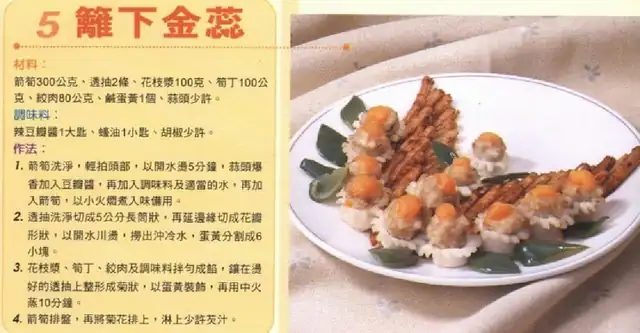 5 籬下金蕊
材料：
箭筍300公克、透抽2條、花枝漿100克、筍丁100公
克、絞肉80公克、鹹蛋黃1個、蒜頭少許。
調味料：
辣豆瓣醬1大匙、蠔油1小匙、胡椒少許。
作法：
1. 箭筍洗淨，輕拍頭部，以開水燙5分鐘，蒜頭爆
香加入豆瓣醬，再加入調味料及適當的水，再加
入箭筍，以小火燜煮入味備用。
2. 透抽洗淨切成5公分長筒狀，再延邊緣切成花瓣
形狀，以開水川燙，撈出沖冷水，蛋黃分割成6
小塊。
3. 花枝漿、筍丁、絞肉及調味料拌勻成餡，鑲在燙
好的透抽上整形成菊狀，以蛋黃裝飾，再用中火
蒸10分鐘。
4. 箭筍排盤，再將菊花排上，淋上少許芡汁。